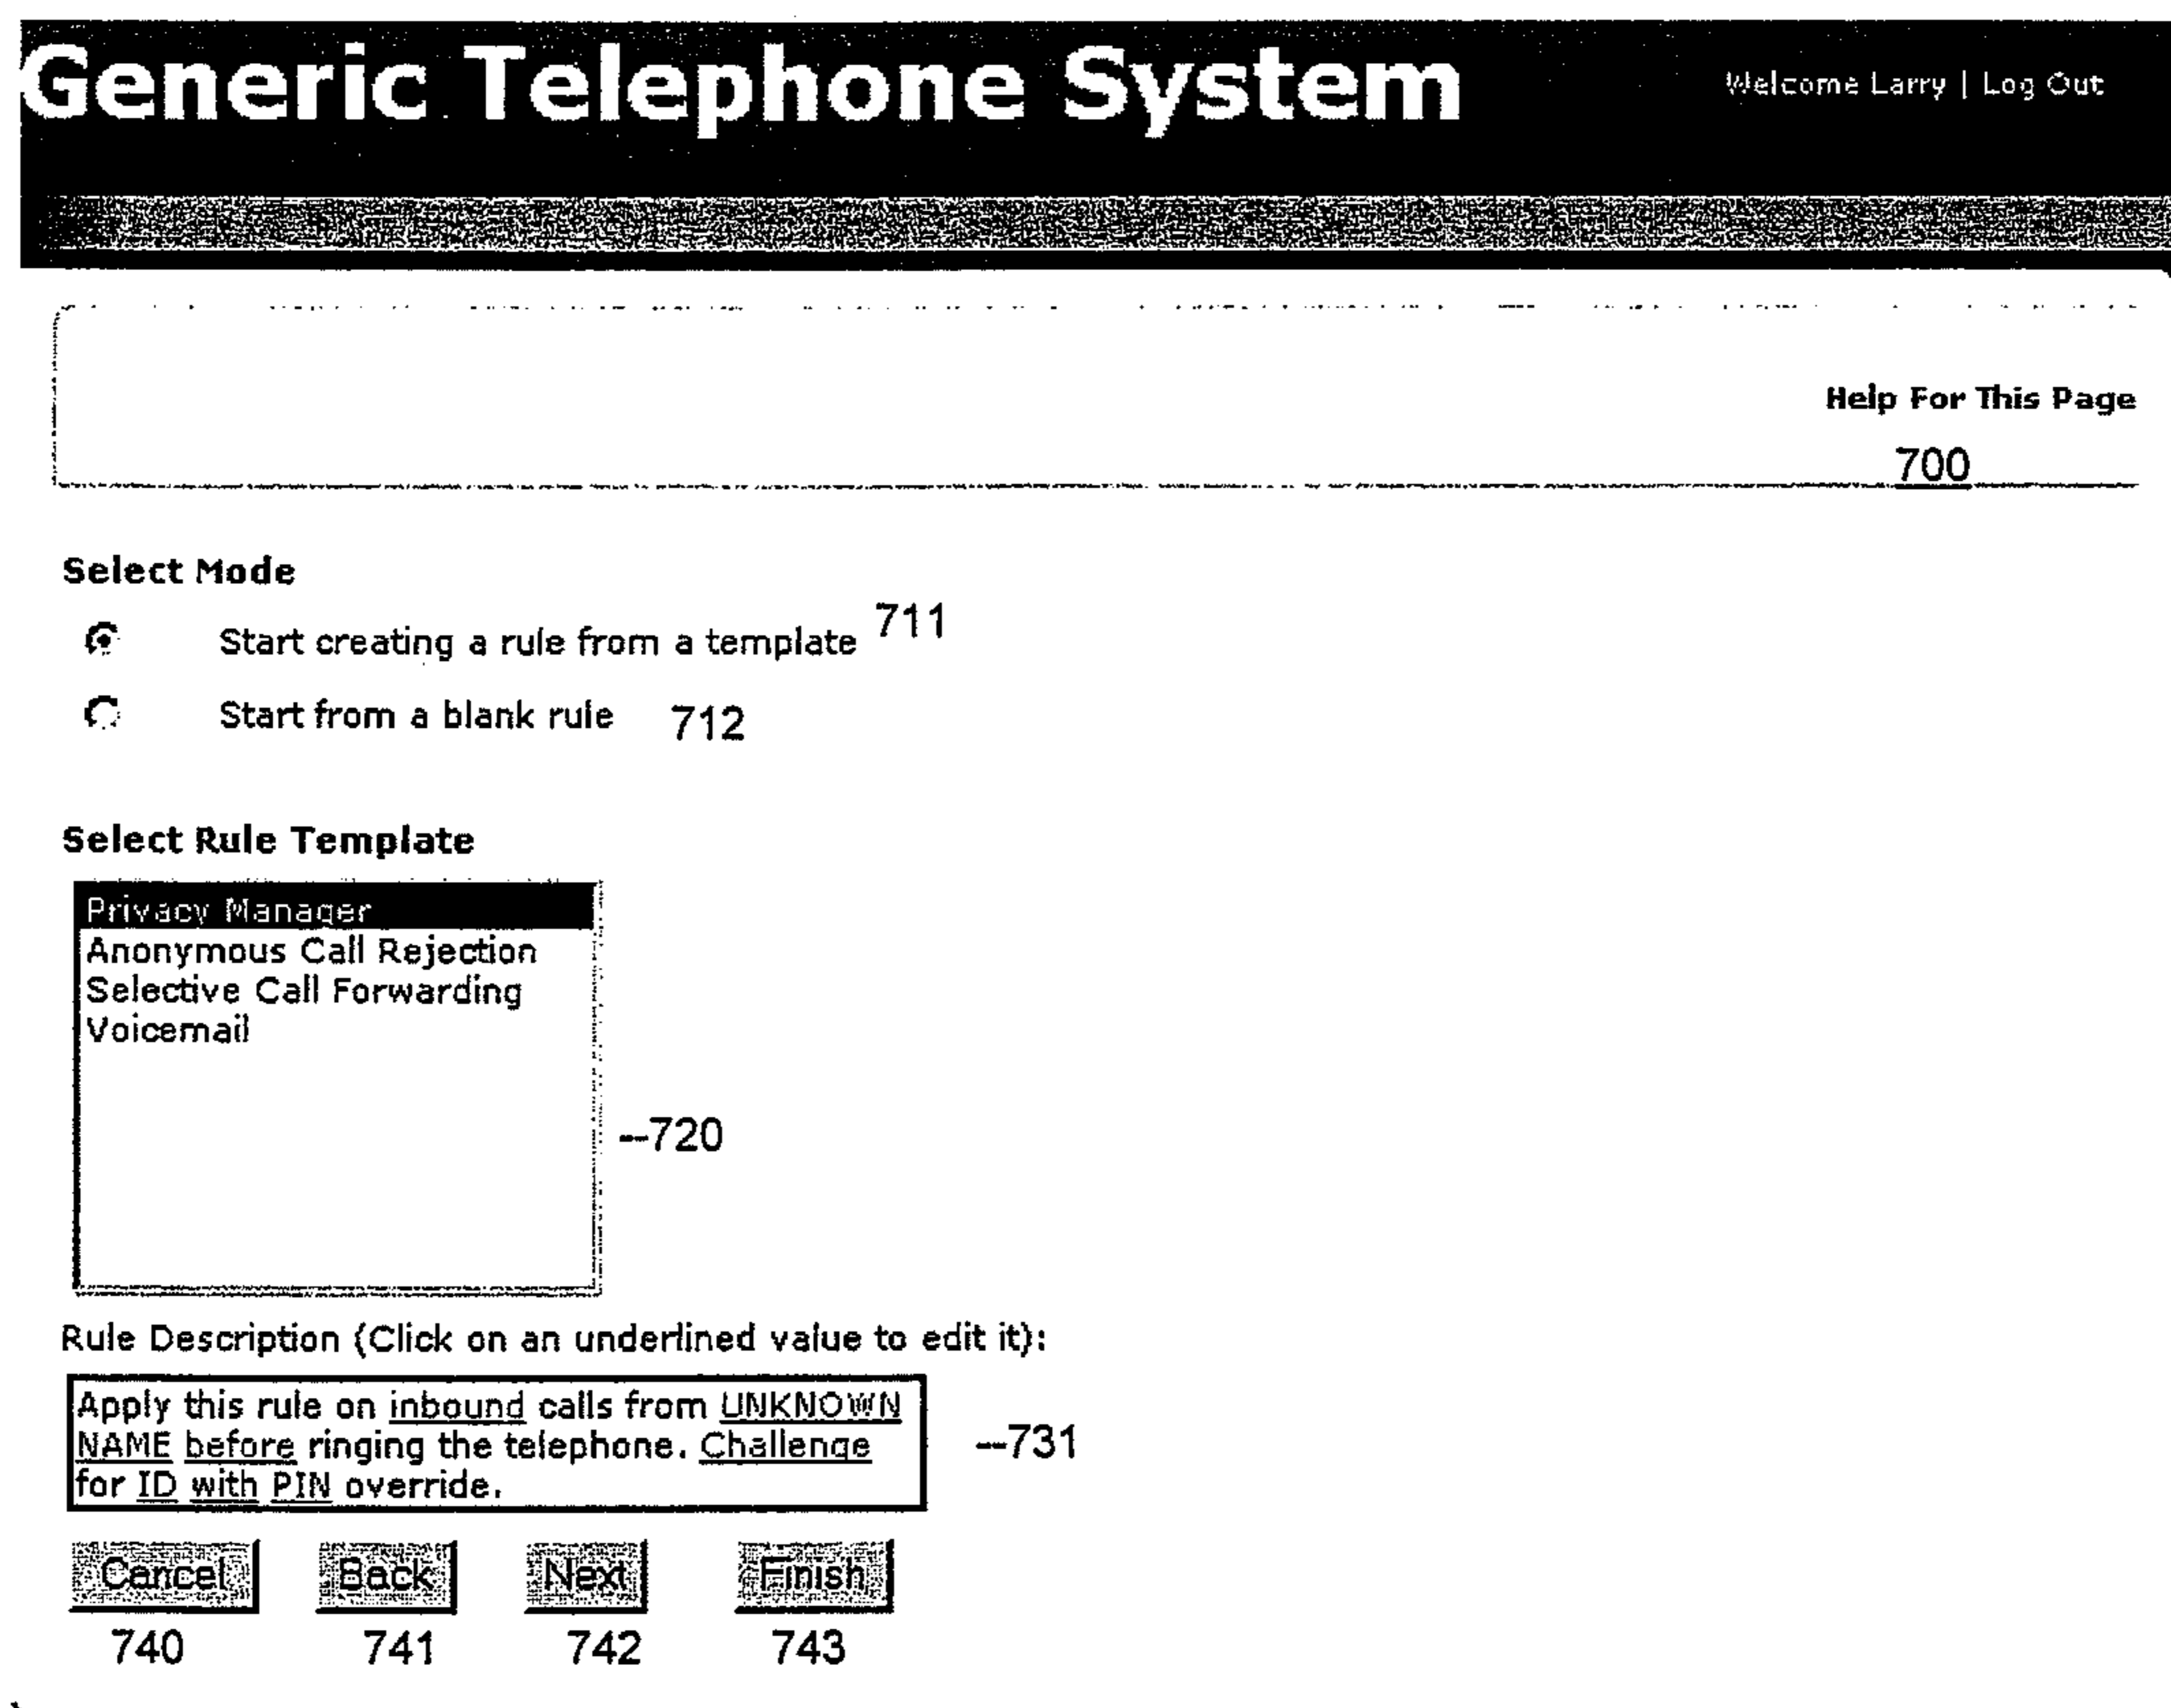 Generic Telephone System
Welcome Larry | Log Out
Help For This Page
700
Select Mode
Start creating a rule from a template 711
Start from a blank rule 712
Select Rule Template
Privacy Manager
Anonymous Call Rejection
Selective Call Forwarding
Voicemail
--720
Rule Description (Click on an underlined value to edit it):
Apply this rule on inbound calls from UNKNOWN
NAME before ringing the telephone. Challenge
for ID with PIN override.
--731
Cancel Back Next Finish
740 741 742 743